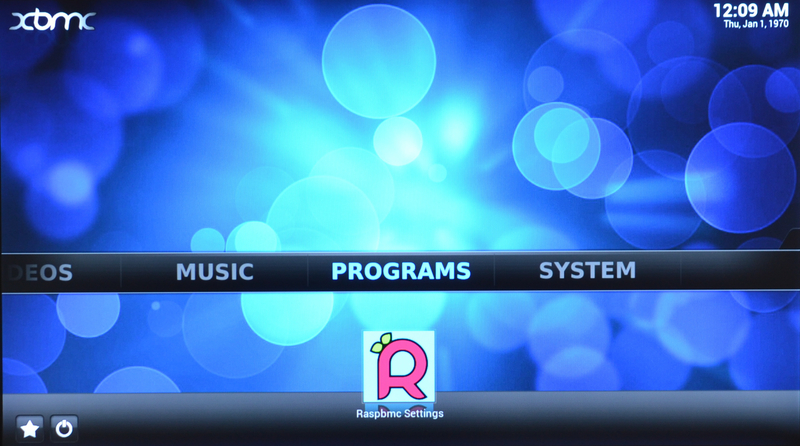 xbmc
12:09 AM
Thu, Jan 1, 1970
DEOS
MUSIC
PROGRAMS
SYSTEM
R
Raspbmc Settings